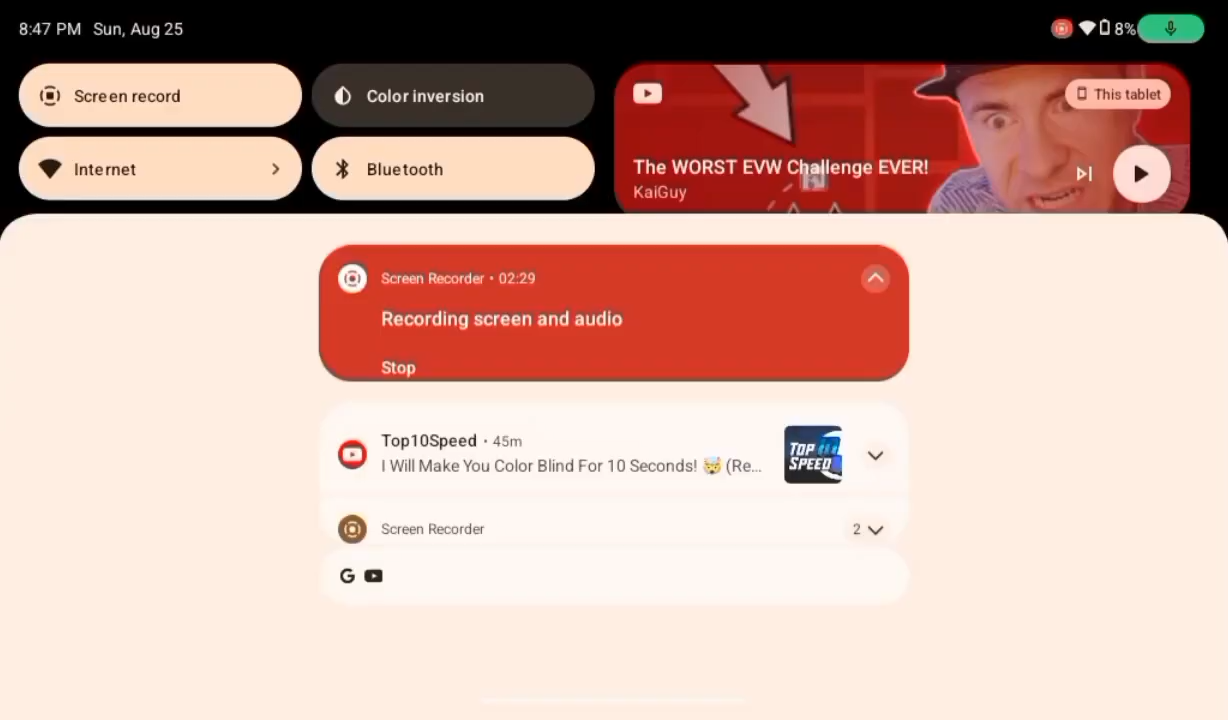 8:47 PM Sun, Aug 25
8%
Screen record
Color inversion
This tablet
Internet
Bluetooth
The WORST EVW Challenge EVER!
KaiGuy
Screen Recorder • 02:29
Recording screen and audio
Stop
Top10Speed • 45m
I Will Make You Color Blind For 10 Seconds! 🤯 (Re...
TOP
SPEED
Screen Recorder
2
G